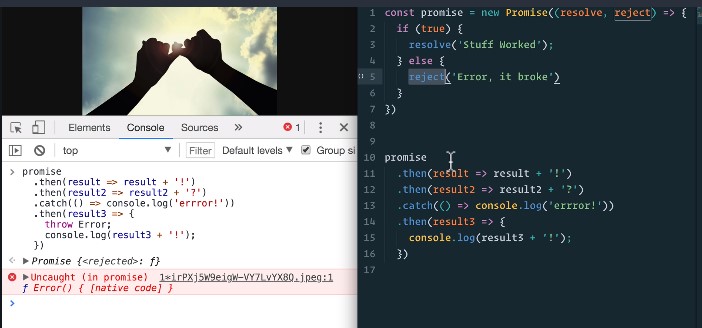 Elements Console Sources » 1
top Filter Default levels ▼ Group si
> promise
.then(result => result + '!')
.then(result2 => result2 + '?')
.catch(() => console.log('errror!'))
.then(result3 => {
throw Error;
console.log(result3 + '!');
})
Promise {<rejected>: ƒ}
Uncaught (in promise) 1*irPXj5W9eigW-VY7LvYX8Q.jpeg:1
ƒ Error() { [native code] }
>
1 const promise = new Promise((resolve, reject) => {
2 if (true) {
3 resolve('Stuff Worked');
4 } else {
5 reject('Error, it broke')
6 }
7 })
8
9
10 promise
11 .then(result => result + '!')
12 .then(result2 => result2 + '?')
13 .catch(() => console.log('errror!'))
14 .then(result3 => {
15 console.log(result3 + '!');
16 })
17